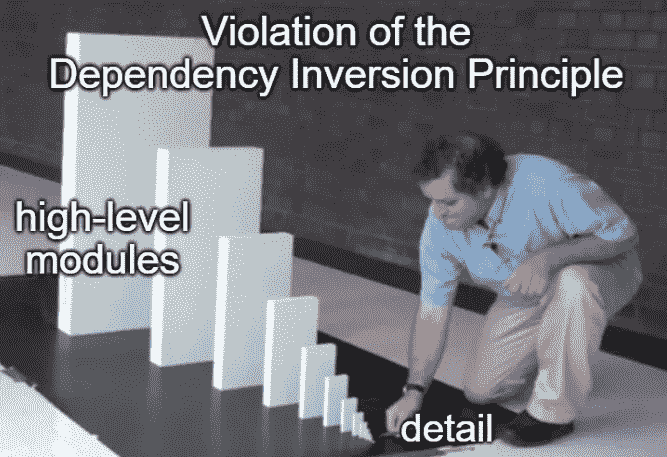 Violation of the
Dependency Inversion Principle
high-level
modules
detail